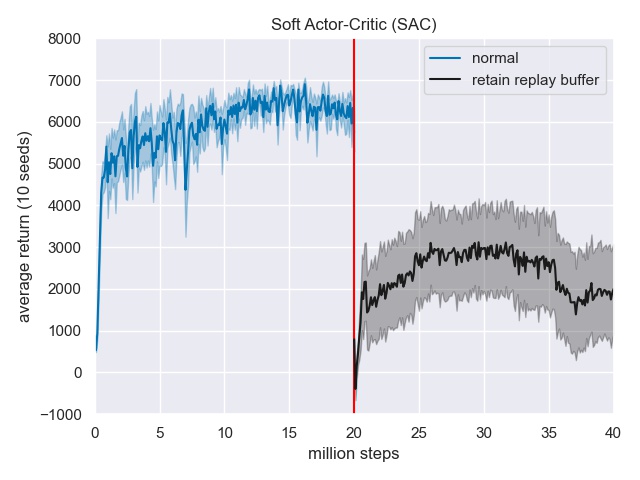 Soft Actor-Critic (SAC)
normal
retain replay buffer
average return (10 seeds)
8000
7000
6000
5000
4000
3000
2000
1000
0
−1000
0 5 10 15 20 25 30 35 40
million steps